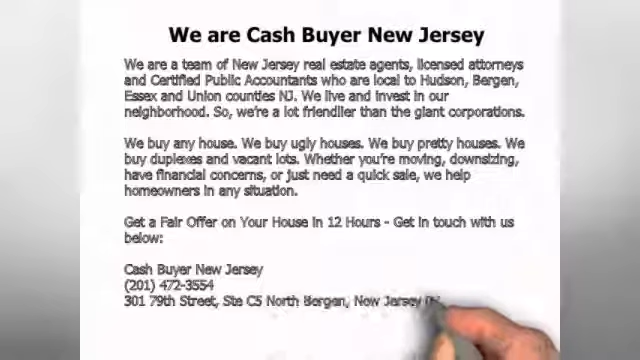 We are Cash Buyer New Jersey
We are a team of New Jersey real estate agents, licensed attorneys
and Certified Public Accountants who are local to Hudson, Bergen,
Essex and Union counties NJ. We live and invest in our
neighborhood. So, we're a lot friendlier than the giant corporations.
We buy any house. We buy ugly houses. We buy pretty houses. We
buy duplexes and vacant lots. Whether you're moving, downsizing,
have financial concerns, or just need a quick sale, we help
homeowners in any situation.
Get a Fair Offer on Your House in 12 Hours - Get in touch with us
below:
Cash Buyer New Jersey
(201) 472-3554
301 79th Street, Ste C5 North Bergen, New Jersey